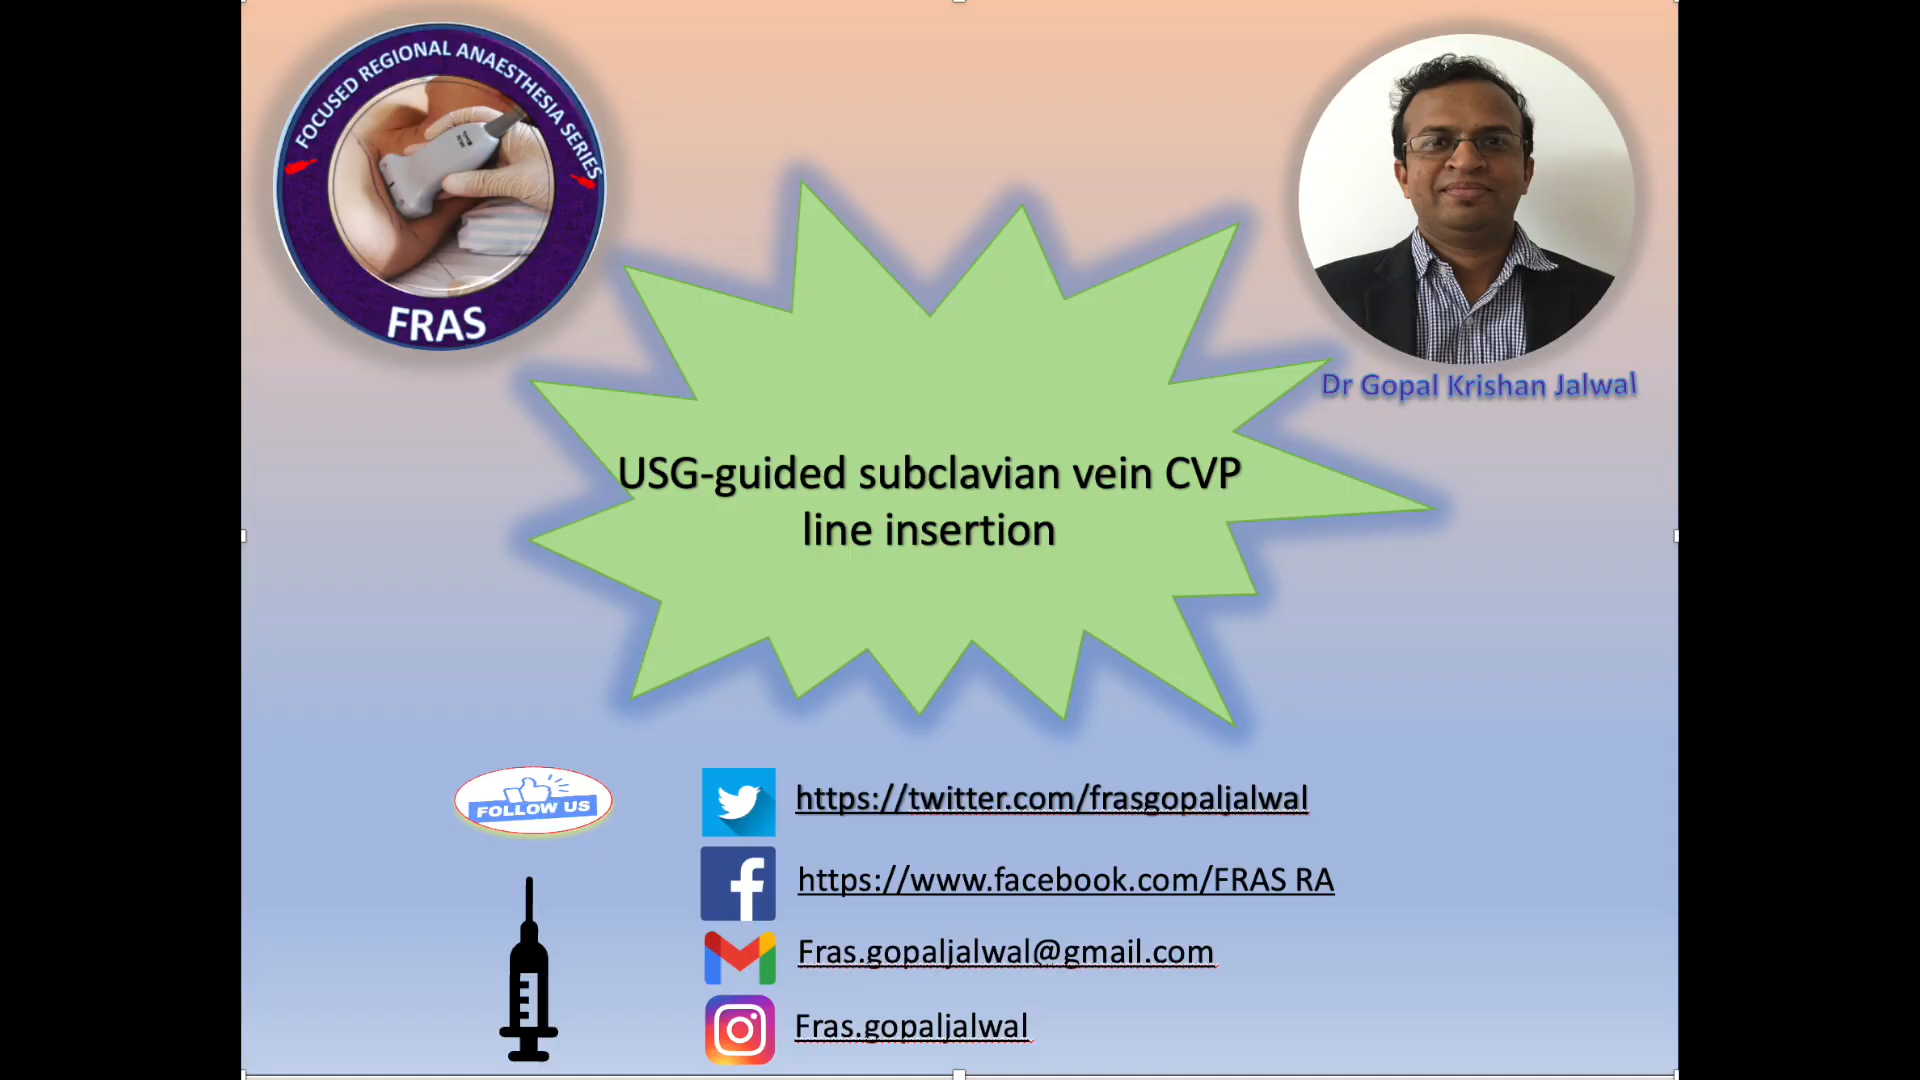 FOCUSED REGIONAL ANAESTHESIA SERIES
FRAS
Dr Gopal Krishan Jalwal
USG-guided subclavian vein CVP
line insertion
FOLLOW US
https://twitter.com/frasgopaljalwal
https://www.facebook.com/FRAS RA
Fras.gopaljalwal@gmail.com
Fras.gopaljalwal